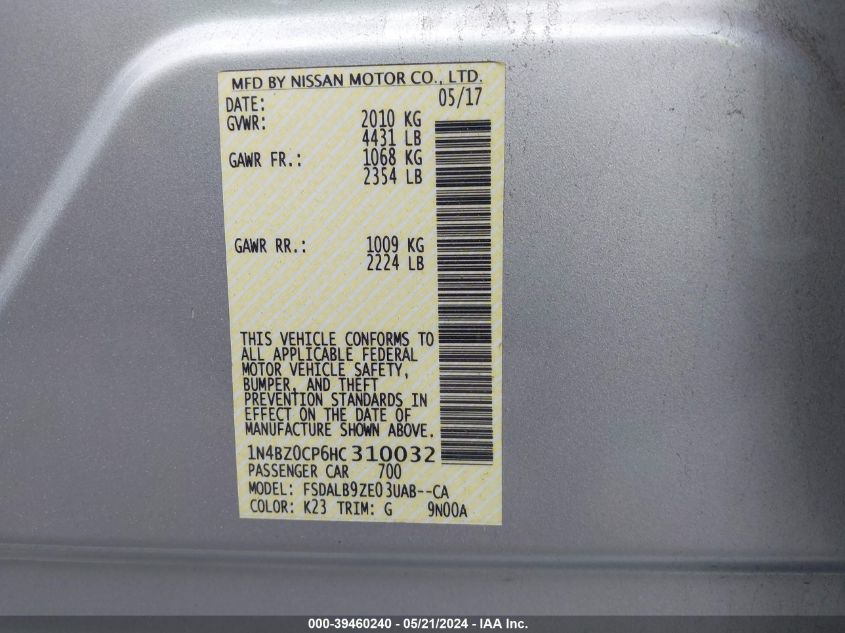 MFD BY NISSAN MOTOR CO., LTD.
DATE: 05/17
GVWR: 2010 KG
4431 LB
GAWR FR.: 1068 KG
2354 LB
GAWR RR.: 1009 KG
2224 LB
THIS VEHICLE CONFORMS TO
ALL APPLICABLE FEDERAL
MOTOR VEHICLE SAFETY,
BUMPER, AND THEFT
PREVENTION STANDARDS IN
EFFECT ON THE DATE OF
MANUFACTURE SHOWN ABOVE.
1N4BZ0CP6HC310032
PASSENGER CAR 700
MODEL: FSDALB9ZE03UAB--CA
COLOR: K23 TRIM: G 9N00A
000-39460240 - 05/21/2024 - IAA Inc.